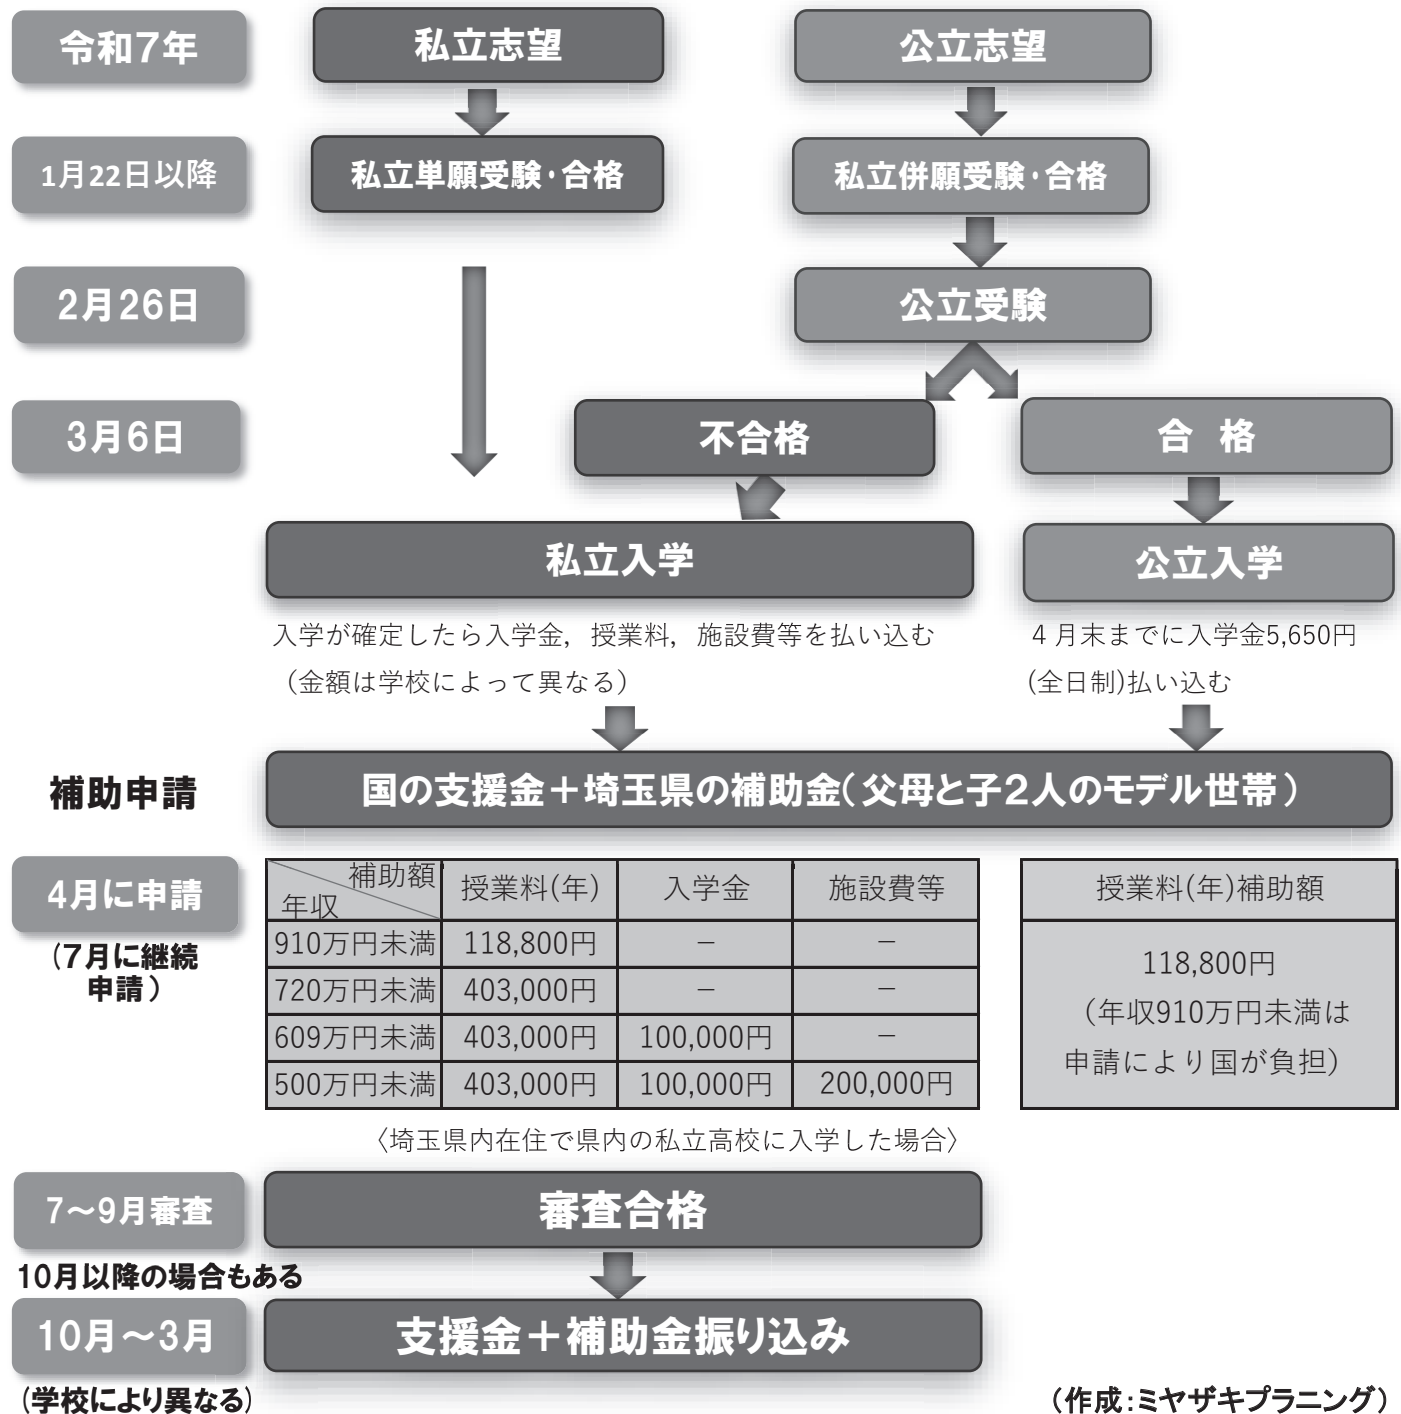 令和7年
私立志望
公立志望
1月22日以降
私立単願受験・合格
私立併願受験・合格
2月26日
公立受験
3月6日
不合格
合 格
私立入学
公立入学
入学が確定したら入学金，授業料，施設費等を払い込む
（金額は学校によって異なる）
4月末までに入学金5,650円
(全日制)払い込む
補助申請
国の支援金＋埼玉県の補助金（父母と子2人のモデル世帯）
4月に申請
（7月に継続
申請）
補助額
年収
授業料(年)
入学金
施設費等
910万円未満 118,800円 − −
720万円未満 403,000円 − −
609万円未満 403,000円 100,000円 −
500万円未満 403,000円 100,000円 200,000円
授業料(年)補助額
118,800円
（年収910万円未満は
申請により国が負担）
〈埼玉県内在住で県内の私立高校に入学した場合〉
7〜9月審査
審査合格
10月以降の場合もある
10月〜3月
支援金＋補助金振り込み
（学校により異なる）
（作成：ミヤザキプラニング）